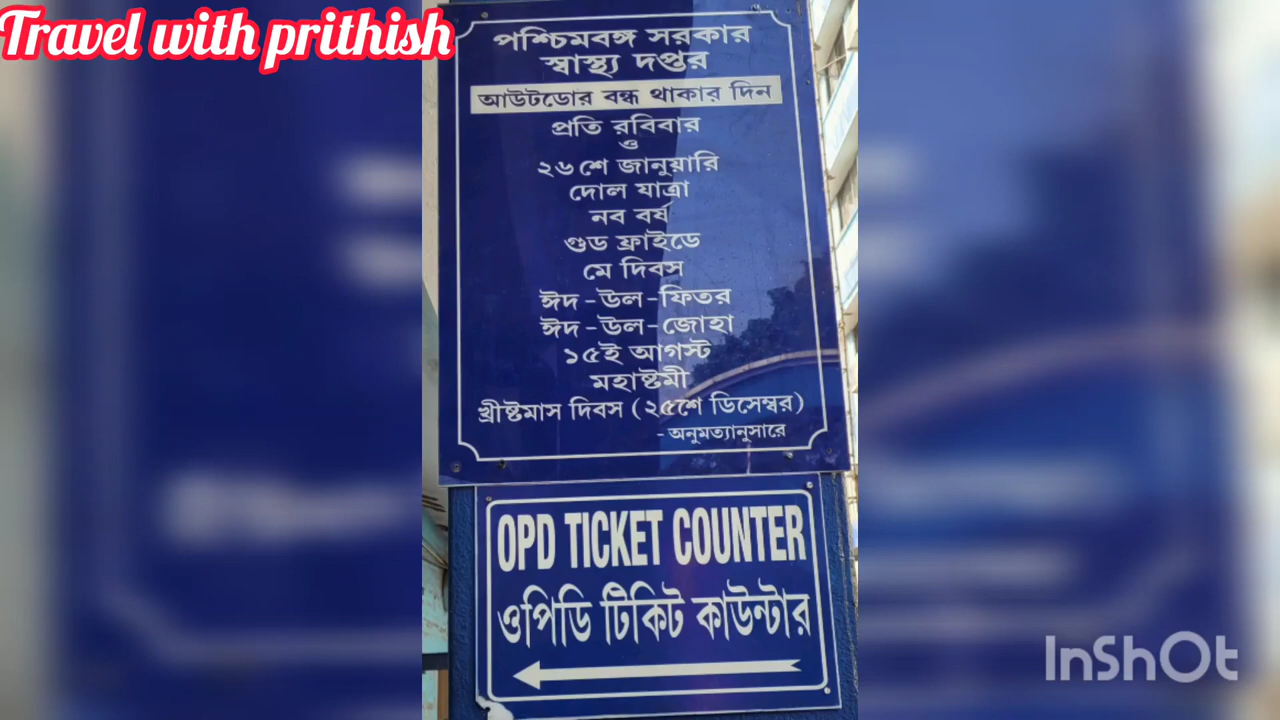 Travel with prithish
পশ্চিমবঙ্গ সরকার
স্বাস্থ্য দপ্তর
আউটডোর বন্ধ থাকার দিন
প্রতি রবিবার
ও
২৬শে জানুয়ারি
দোল যাত্রা
নব বর্ষ
গুড ফ্রাইডে
মে দিবস
ঈদ-উল-ফিতর
ঈদ-উল-জোহা
১৫ই আগস্ট
মহাষ্টমী
খ্রীষ্টমাস দিবস (২৫শে ডিসেম্বর)
- অনুমত্যানুসারে
OPD TICKET COUNTER
ওপিডি টিকিট কাউন্টার
InShOt